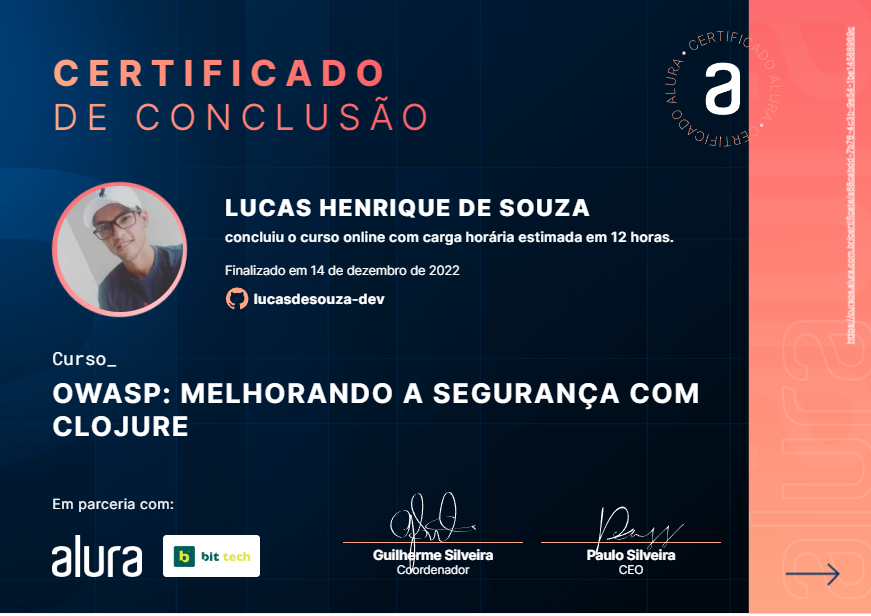 CERTIFICADO
DE CONCLUSÃO
CERTIFICADO ALURA • CERTIFICADO ALURA •
a
LUCAS HENRIQUE DE SOUZA
concluiu o curso online com carga horária estimada em 12 horas.
Finalizado em 14 de dezembro de 2022
lucasdesouza-dev
Curso_
OWASP: MELHORANDO A SEGURANÇA COM
CLOJURE
Em parceria com:
alura
b bit tech
Guilherme Silveira
Coordenador
Paulo Silveira
CEO
alura